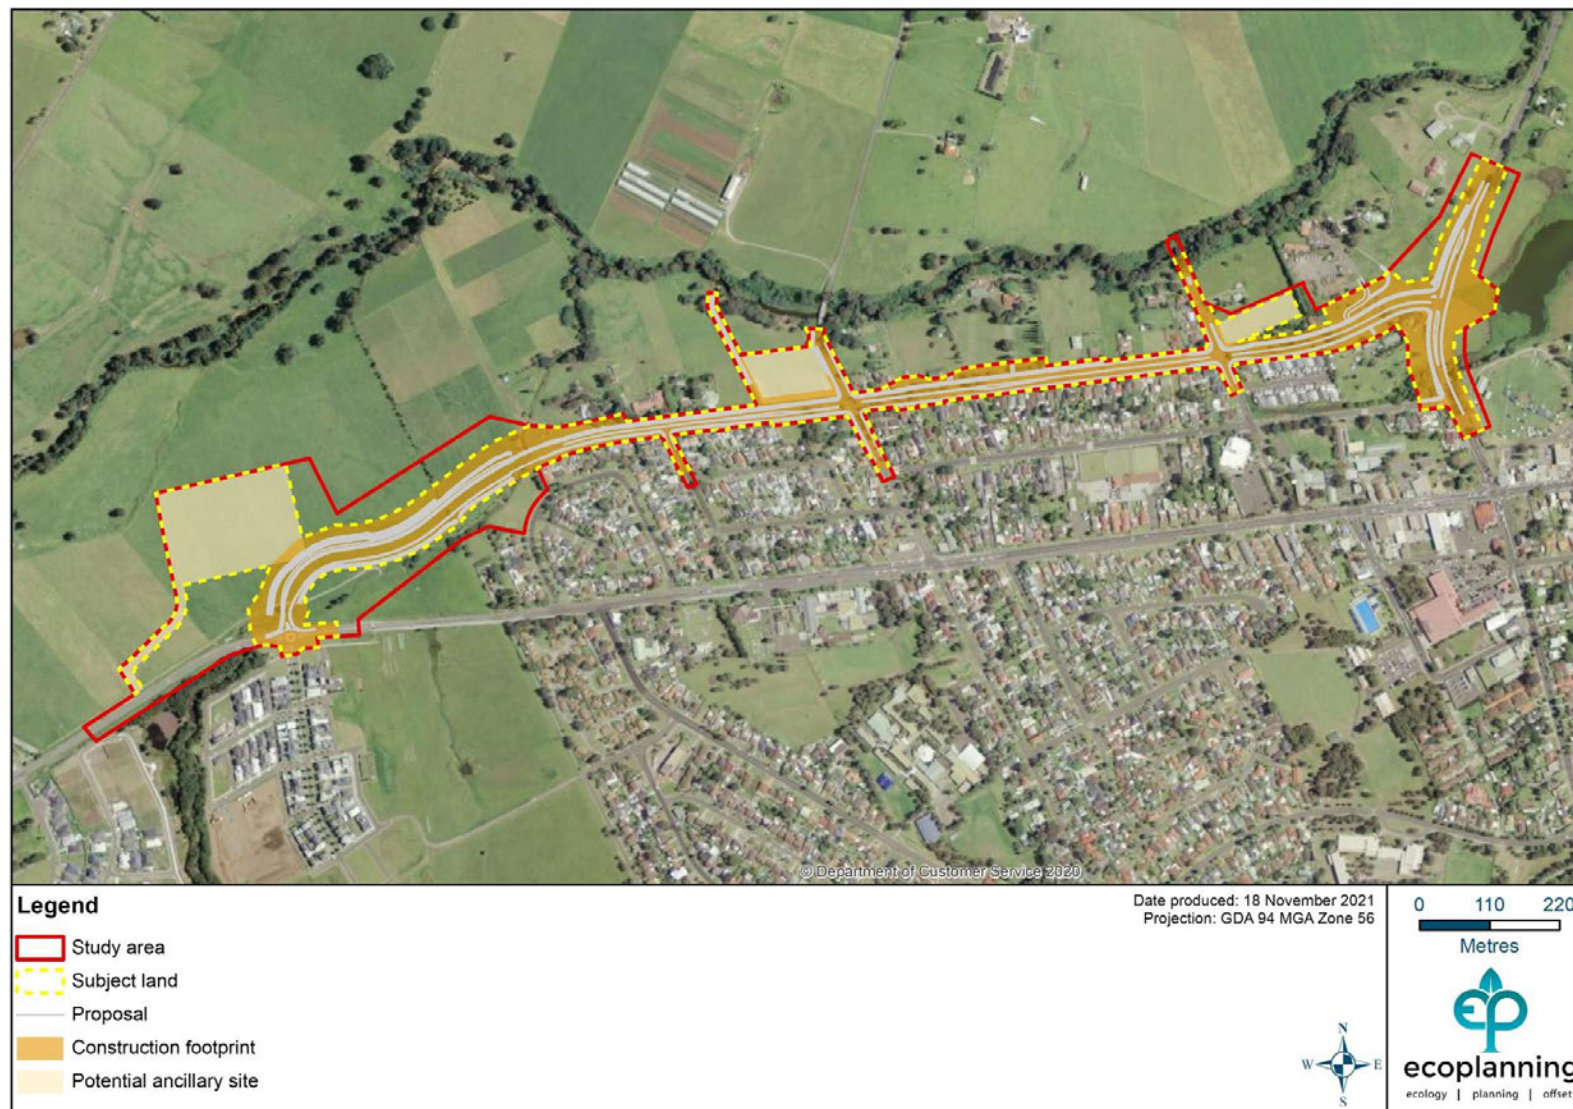 © Department of Customer Service 2020
Legend
Study area
Subject land
Proposal
Construction footprint
Potential ancillary site
Date produced: 18 November 2021
Projection: GDA 94 MGA Zone 56
N
W E
S
0 110 220
Metres
ep
ecoplanning
ecology | planning | offset